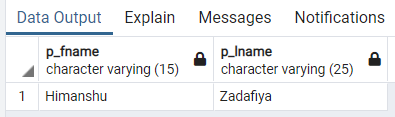 Data Output Explain Messages Notifications
p_fname p_lname
character varying (15) character varying (25)
1 Himanshu Zadafiya